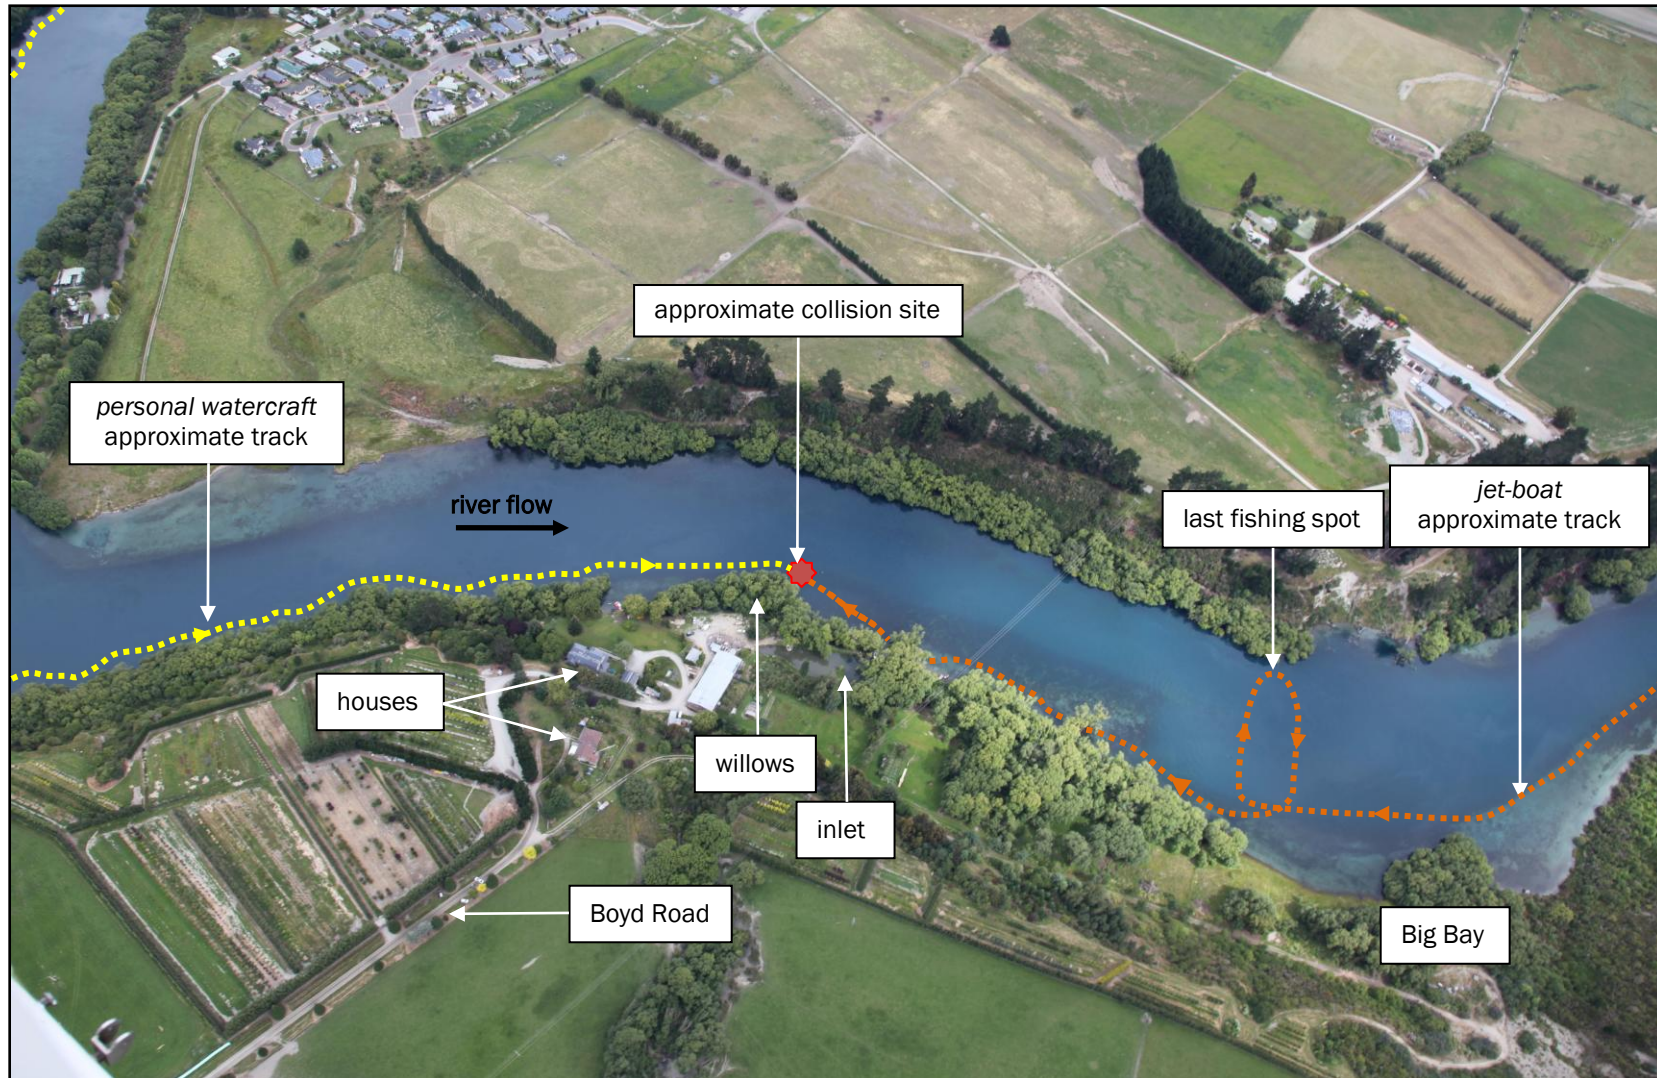 approximate collision site
personal watercraft
approximate track
river flow
jet-boat
approximate track
last fishing spot
houses
willows
inlet
Boyd Road
Big Bay